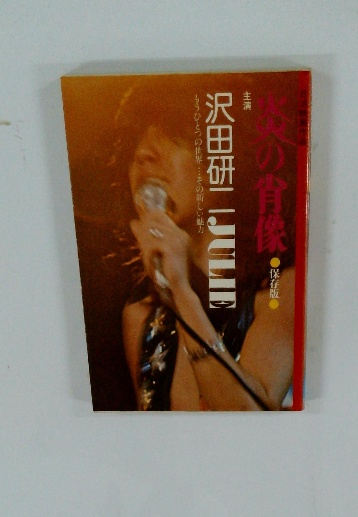 炎の肖像
●保存版●
主演
沢田研二
JULIE
もうひとつの世界…その新しい魅力